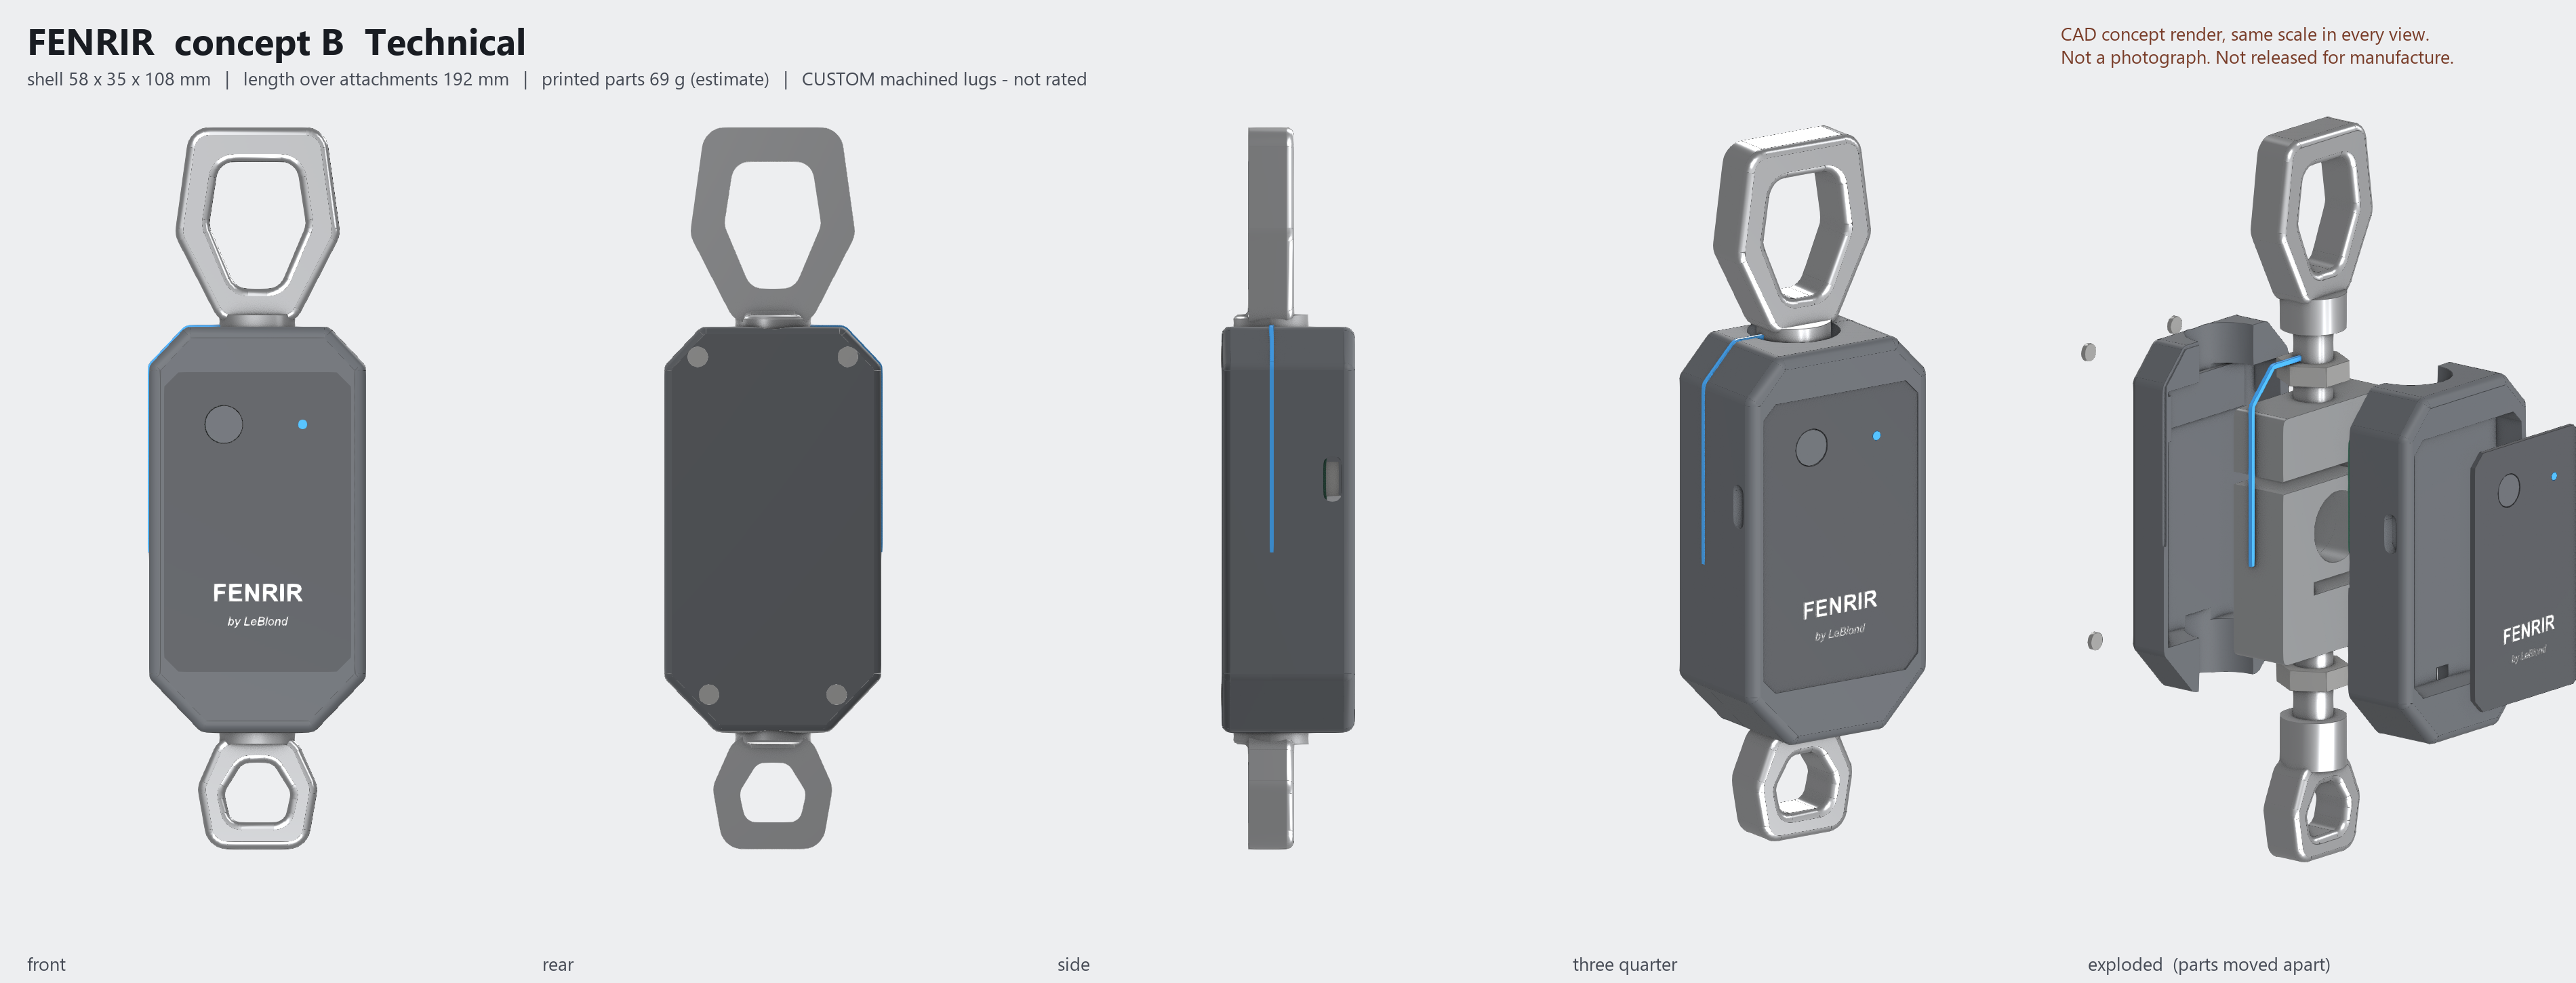 FENRIR concept B Technical
shell 58 x 35 x 108 mm | length over attachments 192 mm | printed parts 69 g (estimate) | CUSTOM machined lugs - not rated
CAD concept render, same scale in every view.
Not a photograph. Not released for manufacture.
FENRIR
by LeBlond
FENRIR
by LeBlond
FENRIR
by LeBlond
front
rear
side
three quarter
exploded (parts moved apart)